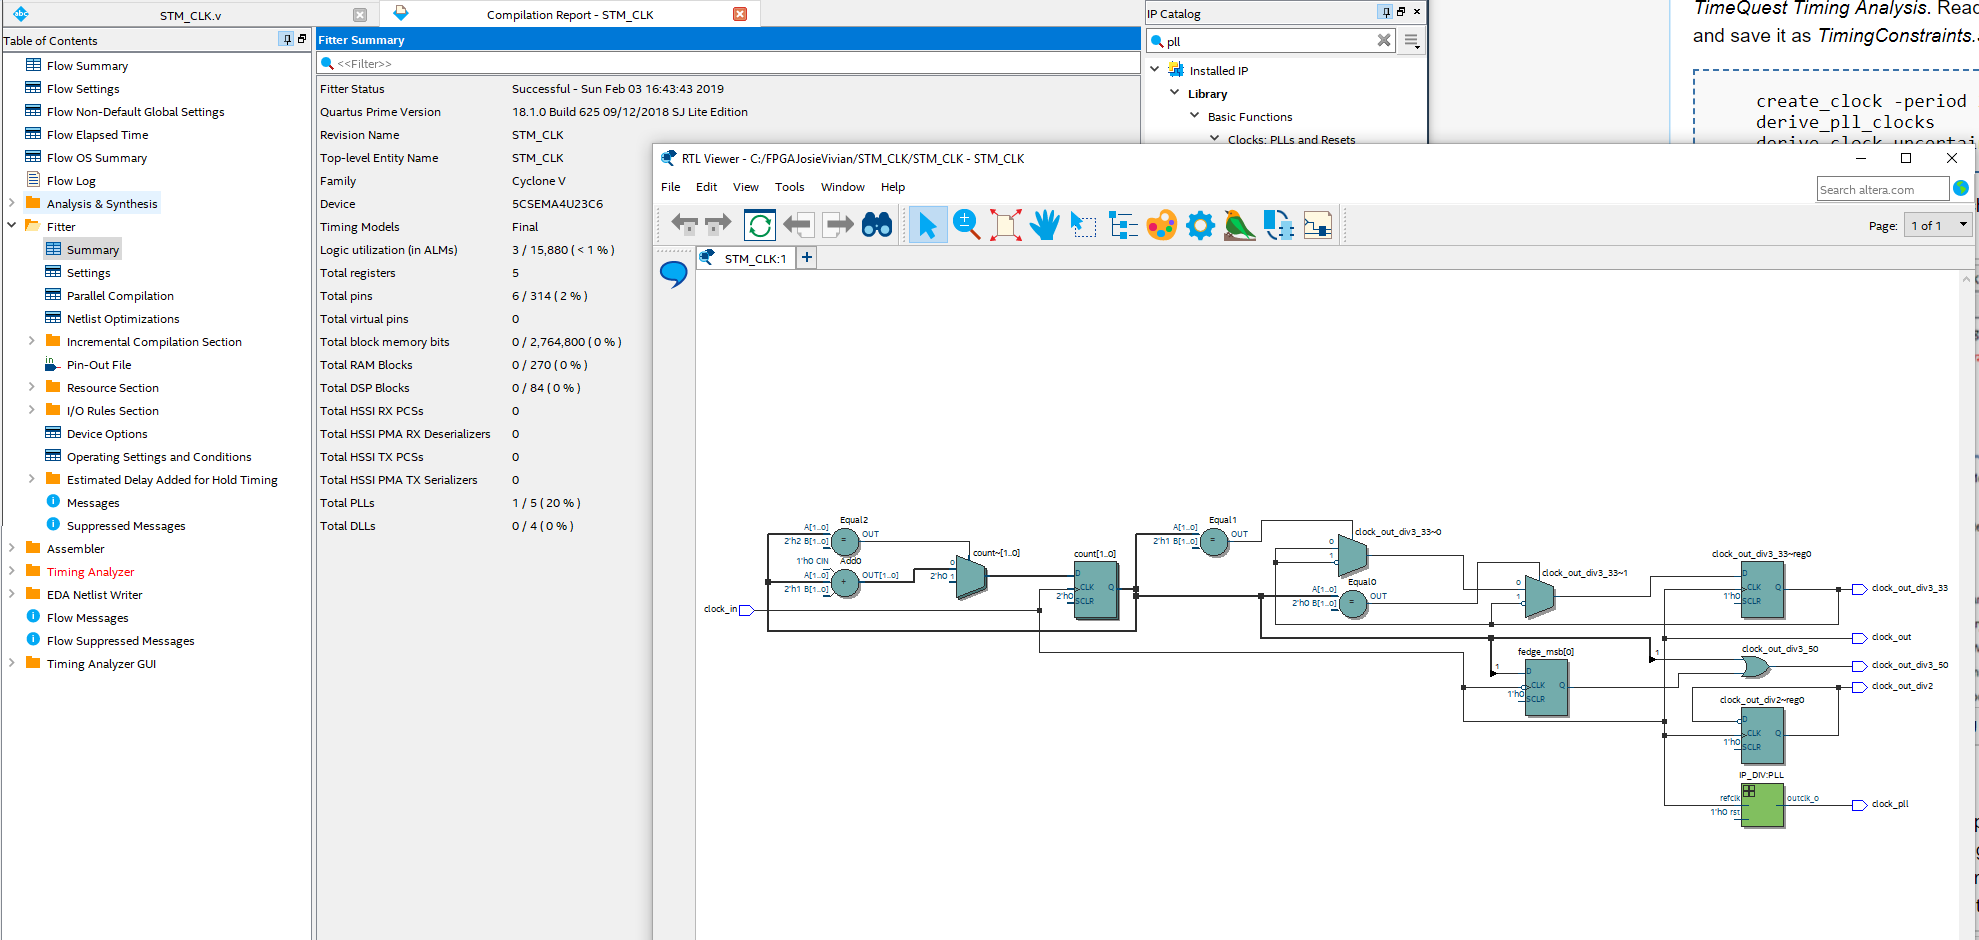 STM_CLK.v
Compilation Report - STM_CLK
Table of Contents
Flow Summary
Flow Settings
Flow Non-Default Global Settings
Flow Elapsed Time
Flow OS Summary
Flow Log
Analysis & Synthesis
Fitter
Summary
Settings
Parallel Compilation
Netlist Optimizations
Incremental Compilation Section
Pin-Out File
Resource Section
I/O Rules Section
Device Options
Operating Settings and Conditions
Estimated Delay Added for Hold Timing
Messages
Suppressed Messages
Assembler
Timing Analyzer
EDA Netlist Writer
Flow Messages
Flow Suppressed Messages
Timing Analyzer GUI
Fitter Summary
<<Filter>>
Fitter Status Successful - Sun Feb 03 16:43:43 2019
Quartus Prime Version 18.1.0 Build 625 09/12/2018 SJ Lite Edition
Revision Name STM_CLK
Top-level Entity Name STM_CLK
Family Cyclone V
Device 5CSEMA4U23C6
Timing Models Final
Logic utilization (in ALMs) 3 / 15,880 ( < 1 % )
Total registers 5
Total pins 6 / 314 ( 2 % )
Total virtual pins 0
Total block memory bits 0 / 2,764,800 ( 0 % )
Total RAM Blocks 0 / 270 ( 0 % )
Total DSP Blocks 0 / 84 ( 0 % )
Total HSSI RX PCSs 0
Total HSSI PMA RX Deserializers 0
Total HSSI TX PCSs 0
Total HSSI PMA TX Serializers 0
Total PLLs 1 / 5 ( 20 % )
Total DLLs 0 / 4 ( 0 % )
IP Catalog
pll
Installed IP
Library
Basic Functions
Clocks; PLLs and Resets
TimeQuest Timing Analysis. Read
and save it as TimingConstraints.
create_clock -period
derive_pll_clocks
RTL Viewer - C:/FPGAJosieVivian/STM_CLK/STM_CLK - STM_CLK
File Edit View Tools Window Help
Search altera.com
Page: 1 of 1
STM_CLK:1
Equal2
A[1..0]
2'h2 B[1..0]
OUT
1'h0 CIN
Add0
A[1..0]
2'h1 B[1..0]
OUT[1..0]
count~[1..0]
0
2'h0 1
count[1..0]
D
CLK Q
2'h0
SCLR
clock_in
Equal1
A[1..0]
2'h1 B[1..0]
OUT
clock_out_div3_33~0
0
1
Equal0
A[1..0]
2'h0 B[1..0]
OUT
clock_out_div3_33~1
0
1
clock_out_div3_33~reg0
D
CLK Q
1'h0
SCLR
clock_out_div3_33
clock_out
fedge_msb[0]
1
D
CLK Q
1'h0
SCLR
1
clock_out_div3_50
clock_out_div3_50
clock_out_div2
clock_out_div2~reg0
D
CLK Q
1'h0
SCLR
IP_DIV:PLL
refclk outclk_0
1'h0 rst
clock_pll